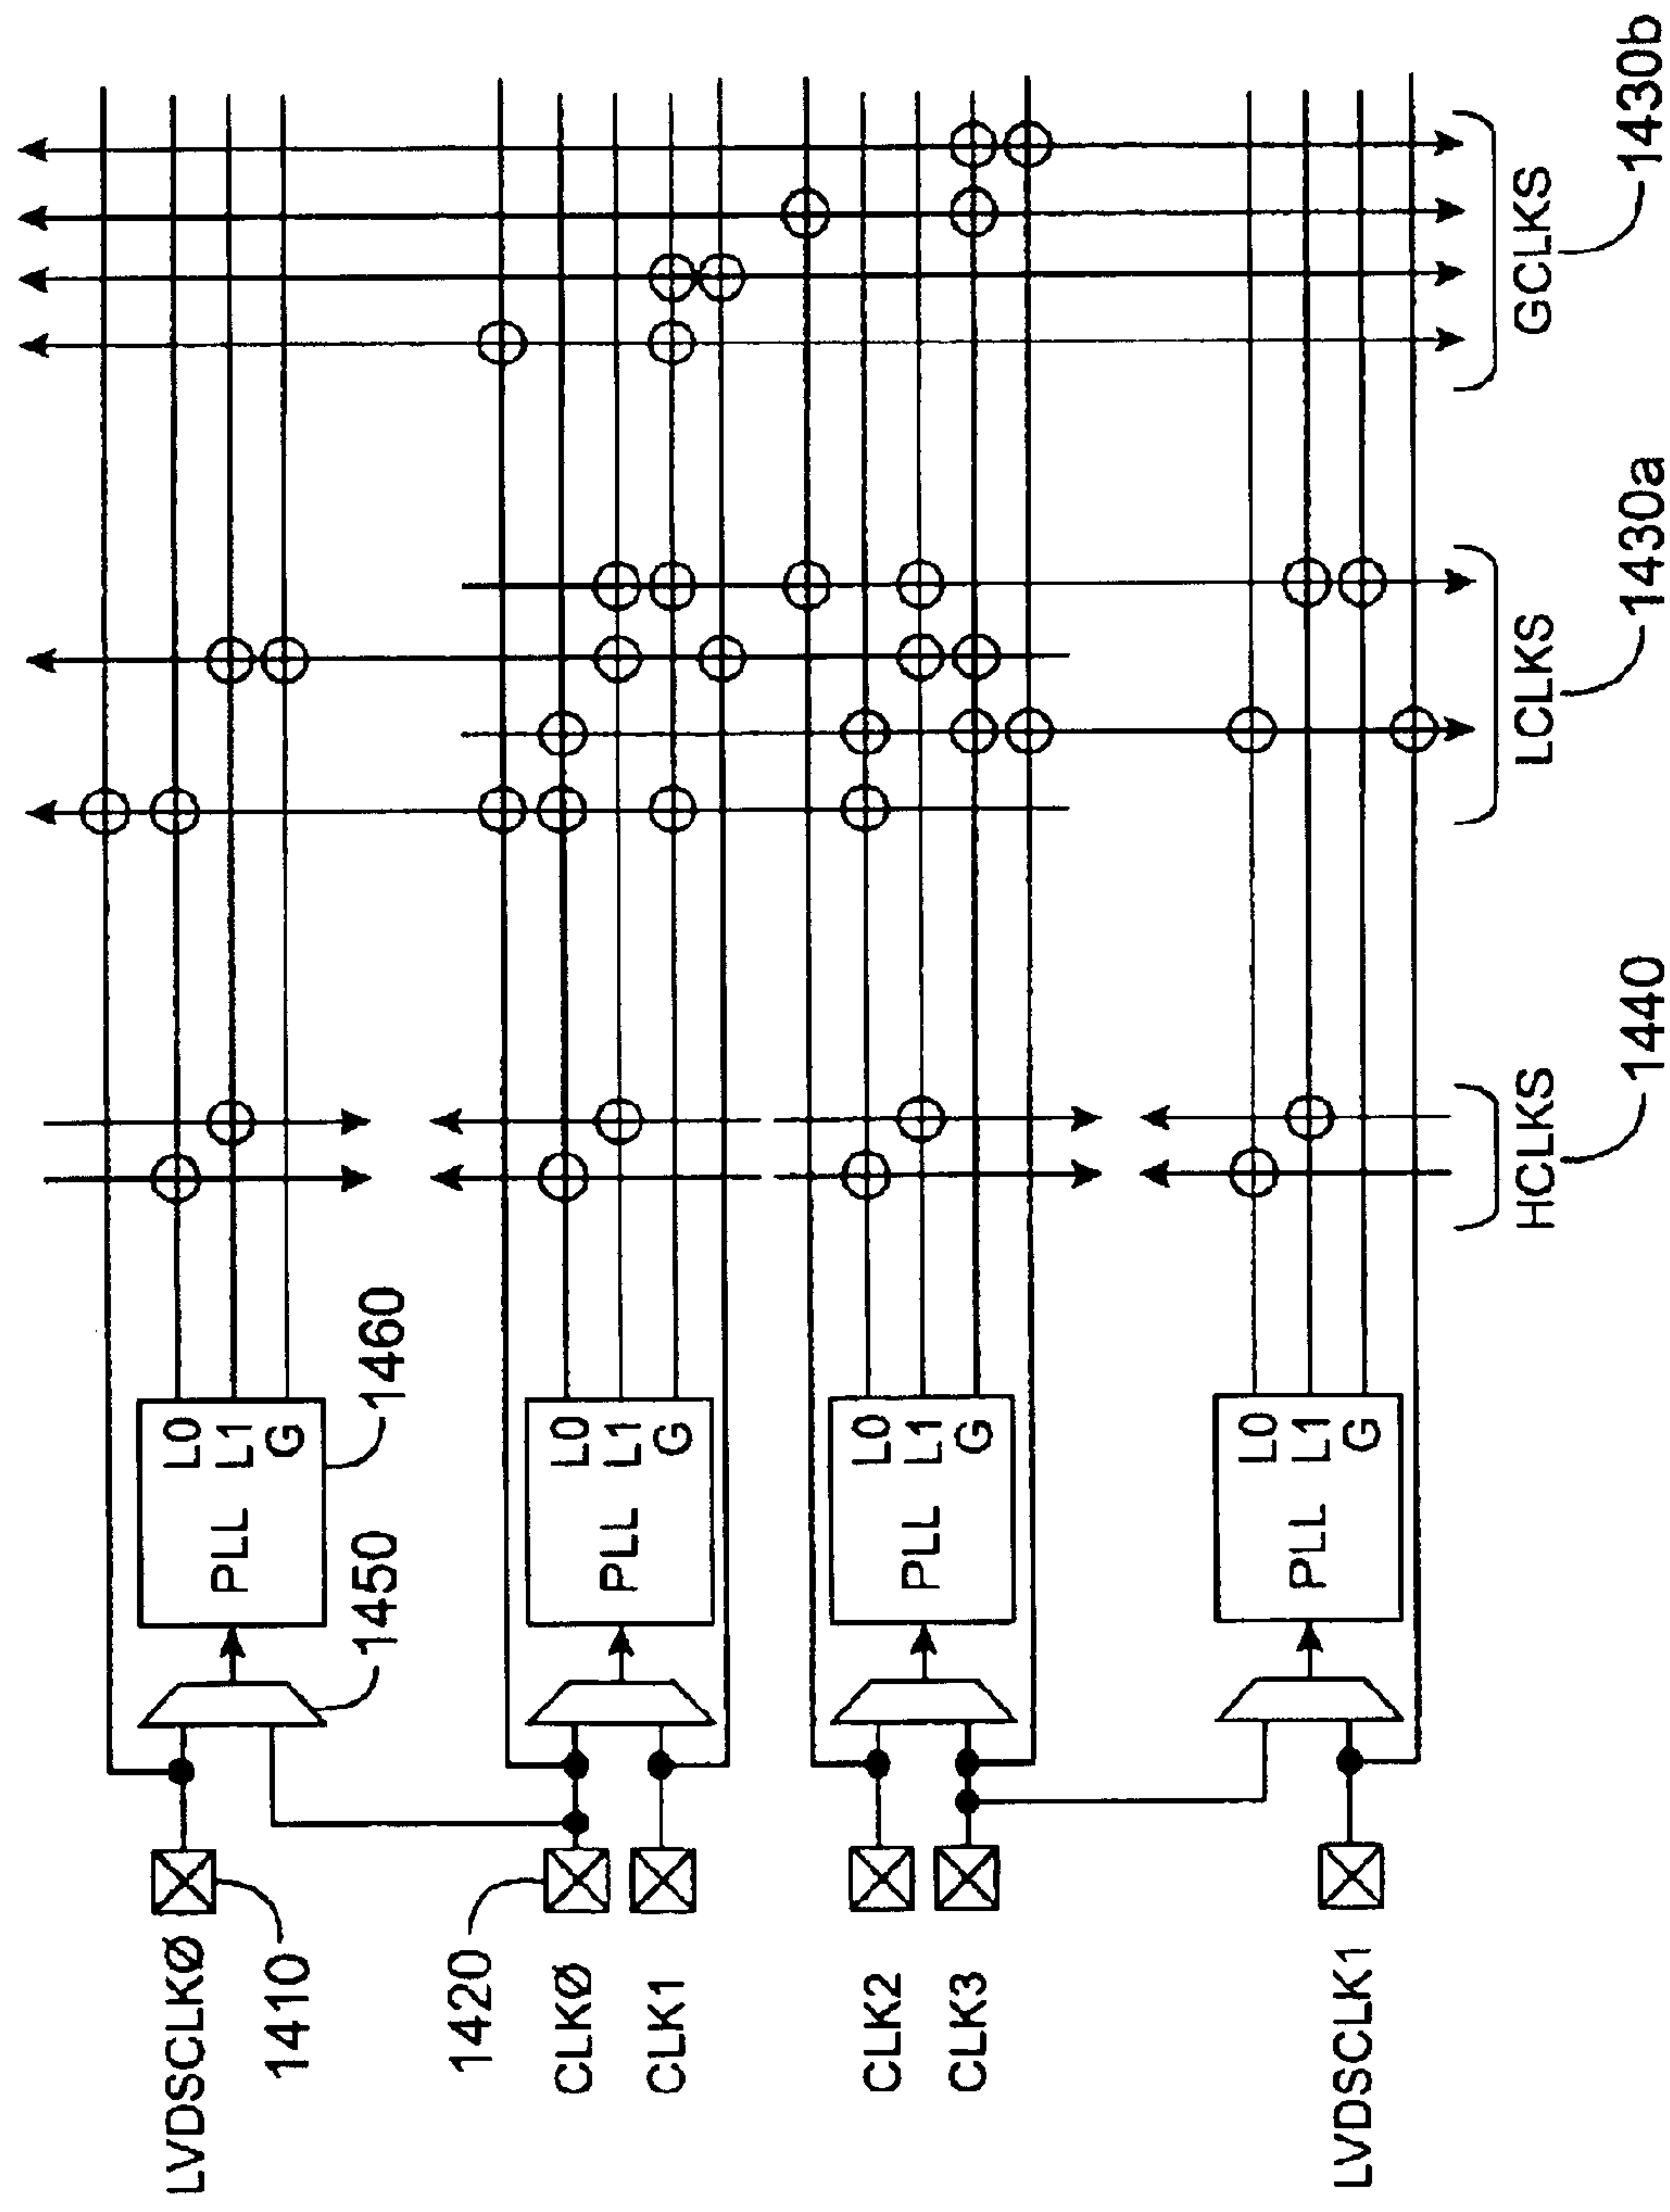 LVDSCLKØ
1410
1450
PLL
L0
L1
G
1460
1420
CLKØ
CLK1
PLL
L0
L1
G
CLK2
CLK3
PLL
L0
L1
G
LVDSCLK1
PLL
L0
L1
G
HCLKS
1440
LCLKS
1430a
GCLKS
1430b